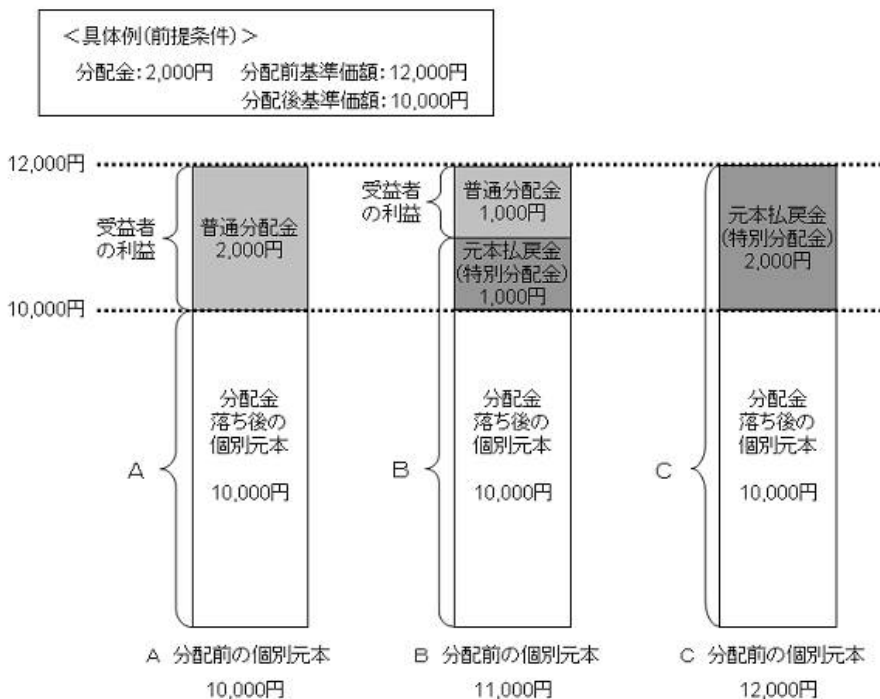 ＜具体例(前提条件)＞
分配金:2,000円　分配前基準価額:12,000円
分配後基準価額:10,000円
12,000円
受益者
の利益
普通分配金
2,000円
受益者
の利益
普通分配金
1,000円
元本払戻金
(特別分配金)
1,000円
元本払戻金
(特別分配金)
2,000円
10,000円
A
分配金
落ち後の
個別元本
10,000円
B
分配金
落ち後の
個別元本
10,000円
C
分配金
落ち後の
個別元本
10,000円
A 分配前の個別元本
10,000円
B 分配前の個別元本
11,000円
C 分配前の個別元本
12,000円